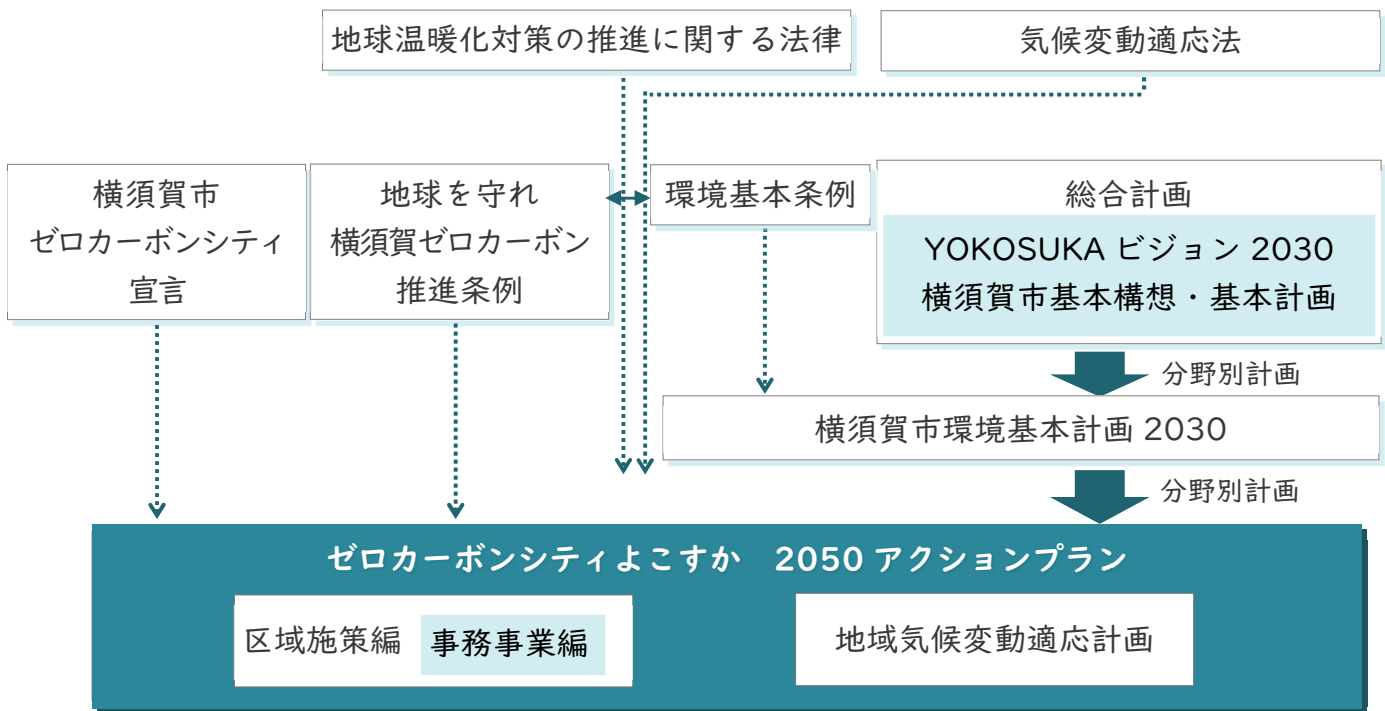 地球温暖化対策の推進に関する法律
気候変動適応法
横須賀市
ゼロカーボンシティ
宣言
地球を守れ
横須賀ゼロカーボン
推進条例
環境基本条例
総合計画
YOKOSUKA ビジョン 2030
横須賀市基本構想・基本計画
分野別計画
横須賀市環境基本計画 2030
分野別計画
ゼロカーボンシティよこすか　2050 アクションプラン
区域施策編
事務事業編
地域気候変動適応計画